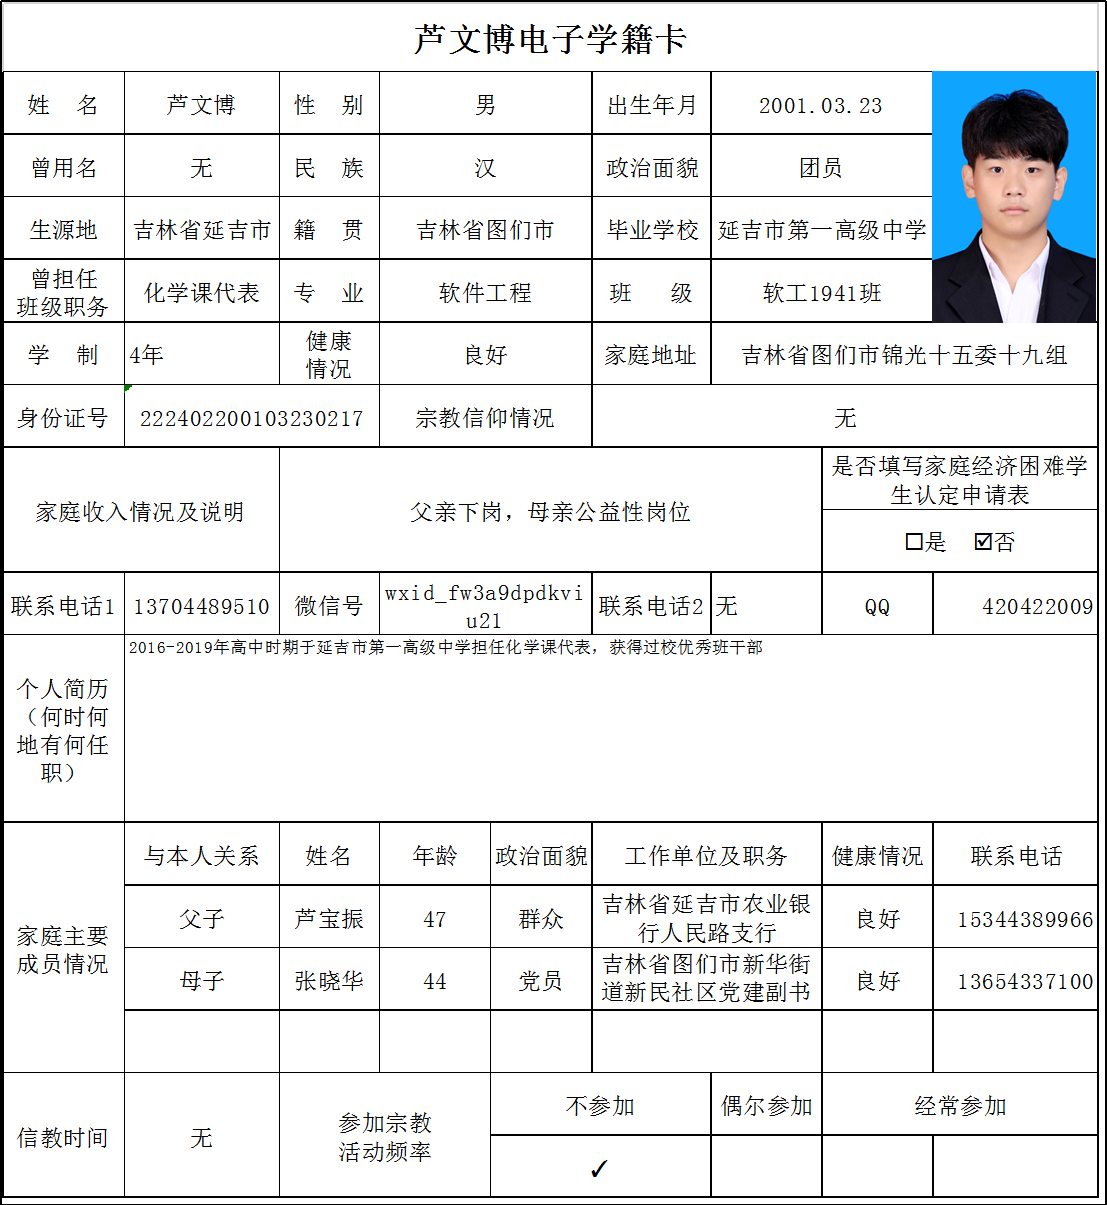 芦文博电子学籍卡
姓 名 芦文博 性 别 男 出生年月 2001.03.23
曾用名 无 民 族 汉 政治面貌 团员
生源地 吉林省延吉市 籍 贯 吉林省图们市 毕业学校 延吉市第一高级中学
曾担任
班级职务 化学课代表 专 业 软件工程 班 级 软工1941班
学 制 4年 健康
情况 良好 家庭地址 吉林省图们市锦光十五委十九组
身份证号 222402200103230217 宗教信仰情况 无
家庭收入情况及说明 父亲下岗，母亲公益性岗位 是否填写家庭经济困难学
生认定申请表
☐是 ☑否
联系电话1 13704489510 微信号 wxid_fw3a9dpdkvi
u21 联系电话2 无 QQ 420422009
个人简历
（何时何
地有何任
职）
2016-2019年高中时期于延吉市第一高级中学担任化学课代表，获得过校优秀班干部
家庭主要
成员情况
与本人关系 姓名 年龄 政治面貌 工作单位及职务 健康情况 联系电话
父子 芦宝振 47 群众 吉林省延吉市农业银
行人民路支行 良好 15344389966
母子 张晓华 44 党员 吉林省图们市新华街
道新民社区党建副书 良好 13654337100
信教时间 无 参加宗教
活动频率 不参加 偶尔参加 经常参加
✓